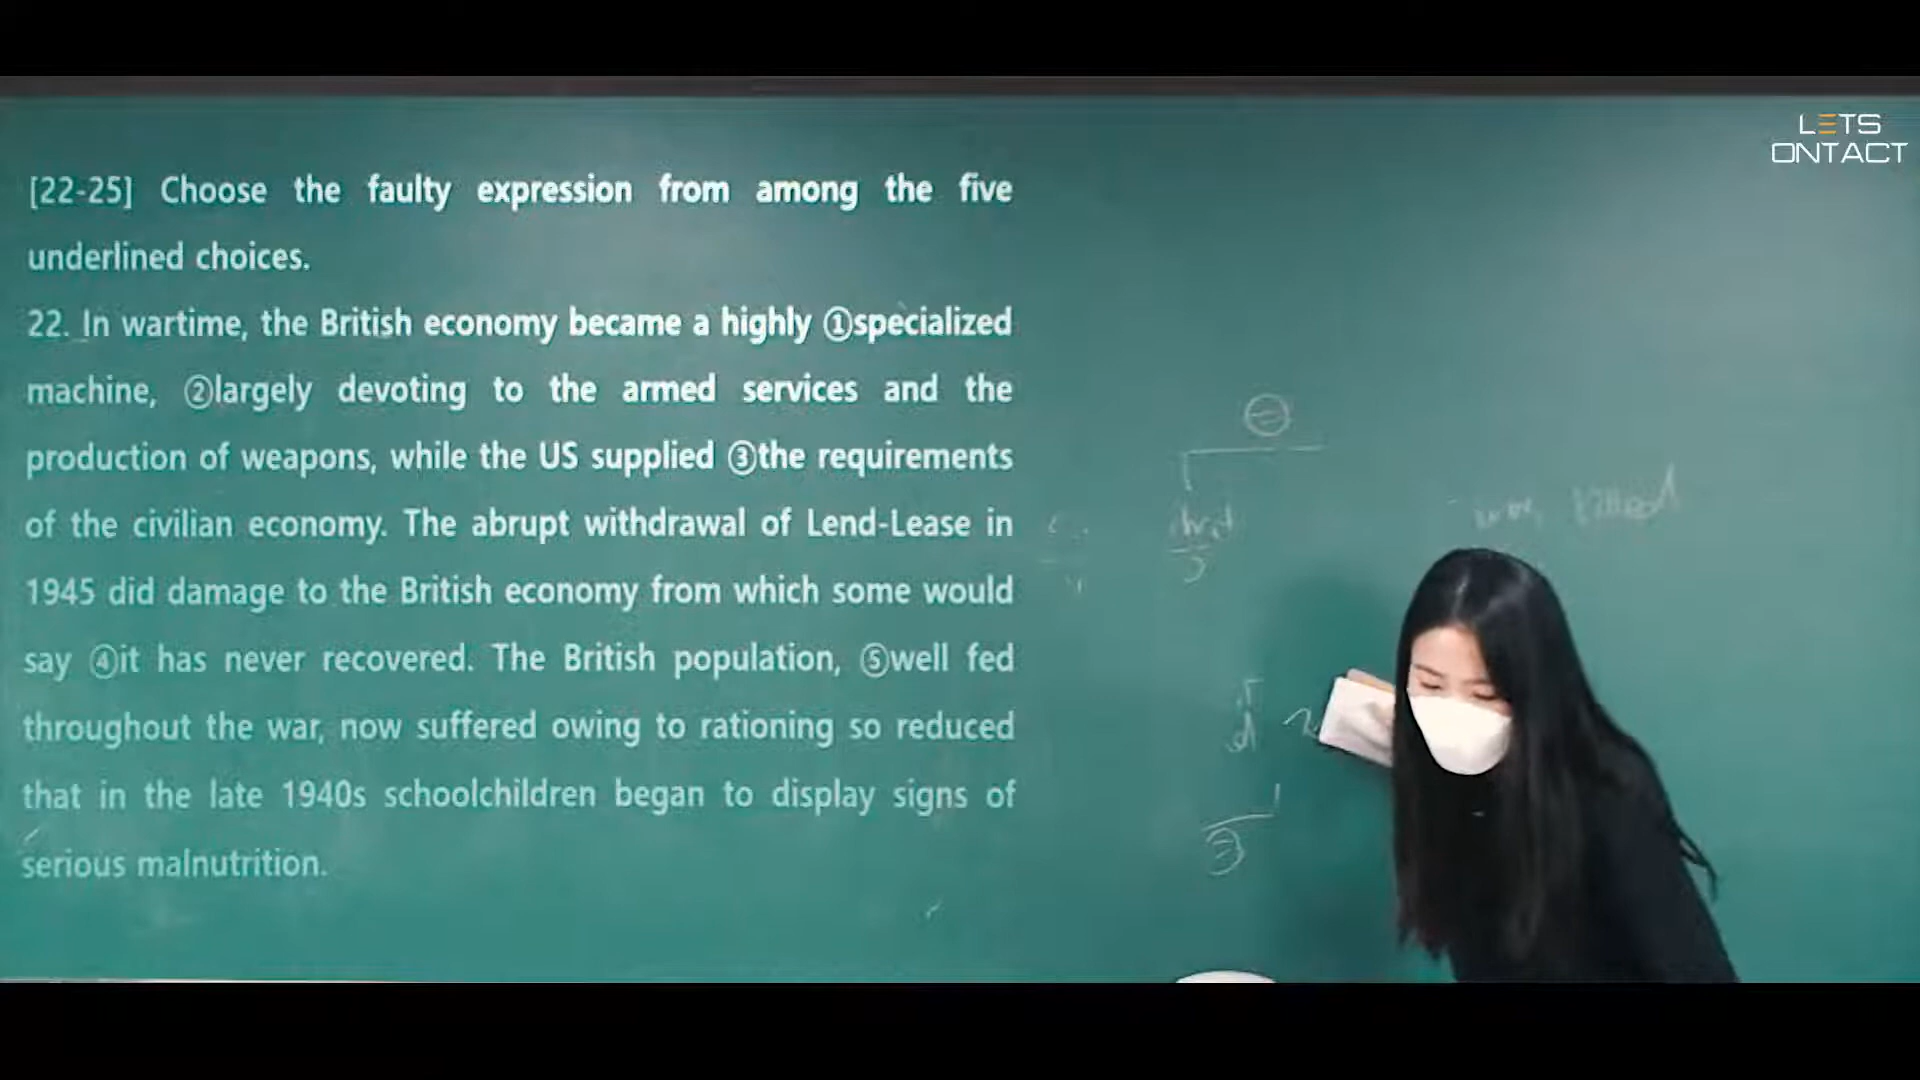 LETS
ONTACT
[22-25] Choose the faulty expression from among the five
underlined choices.
22. In wartime, the British economy became a highly ①specialized
machine, ②largely devoting to the armed services and the
production of weapons, while the US supplied ③the requirements
of the civilian economy. The abrupt withdrawal of Lend-Lease in
1945 did damage to the British economy from which some would
say ④it has never recovered. The British population, ⑤well fed
throughout the war, now suffered owing to rationing so reduced
that in the late 1940s schoolchildren began to display signs of
serious malnutrition.